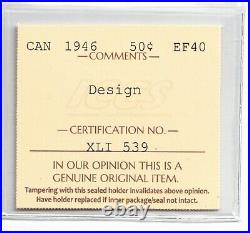 CAN 1946 50¢ EF40
COMMENTS
Design
CERTIFICATION NO.
XLI 539
IN OUR OPINION THIS IS A
GENUINE ORIGINAL ITEM.
Tampering with this sealed holder invalidates above opinion.
Have holder replaced if inner package/seal not intact.